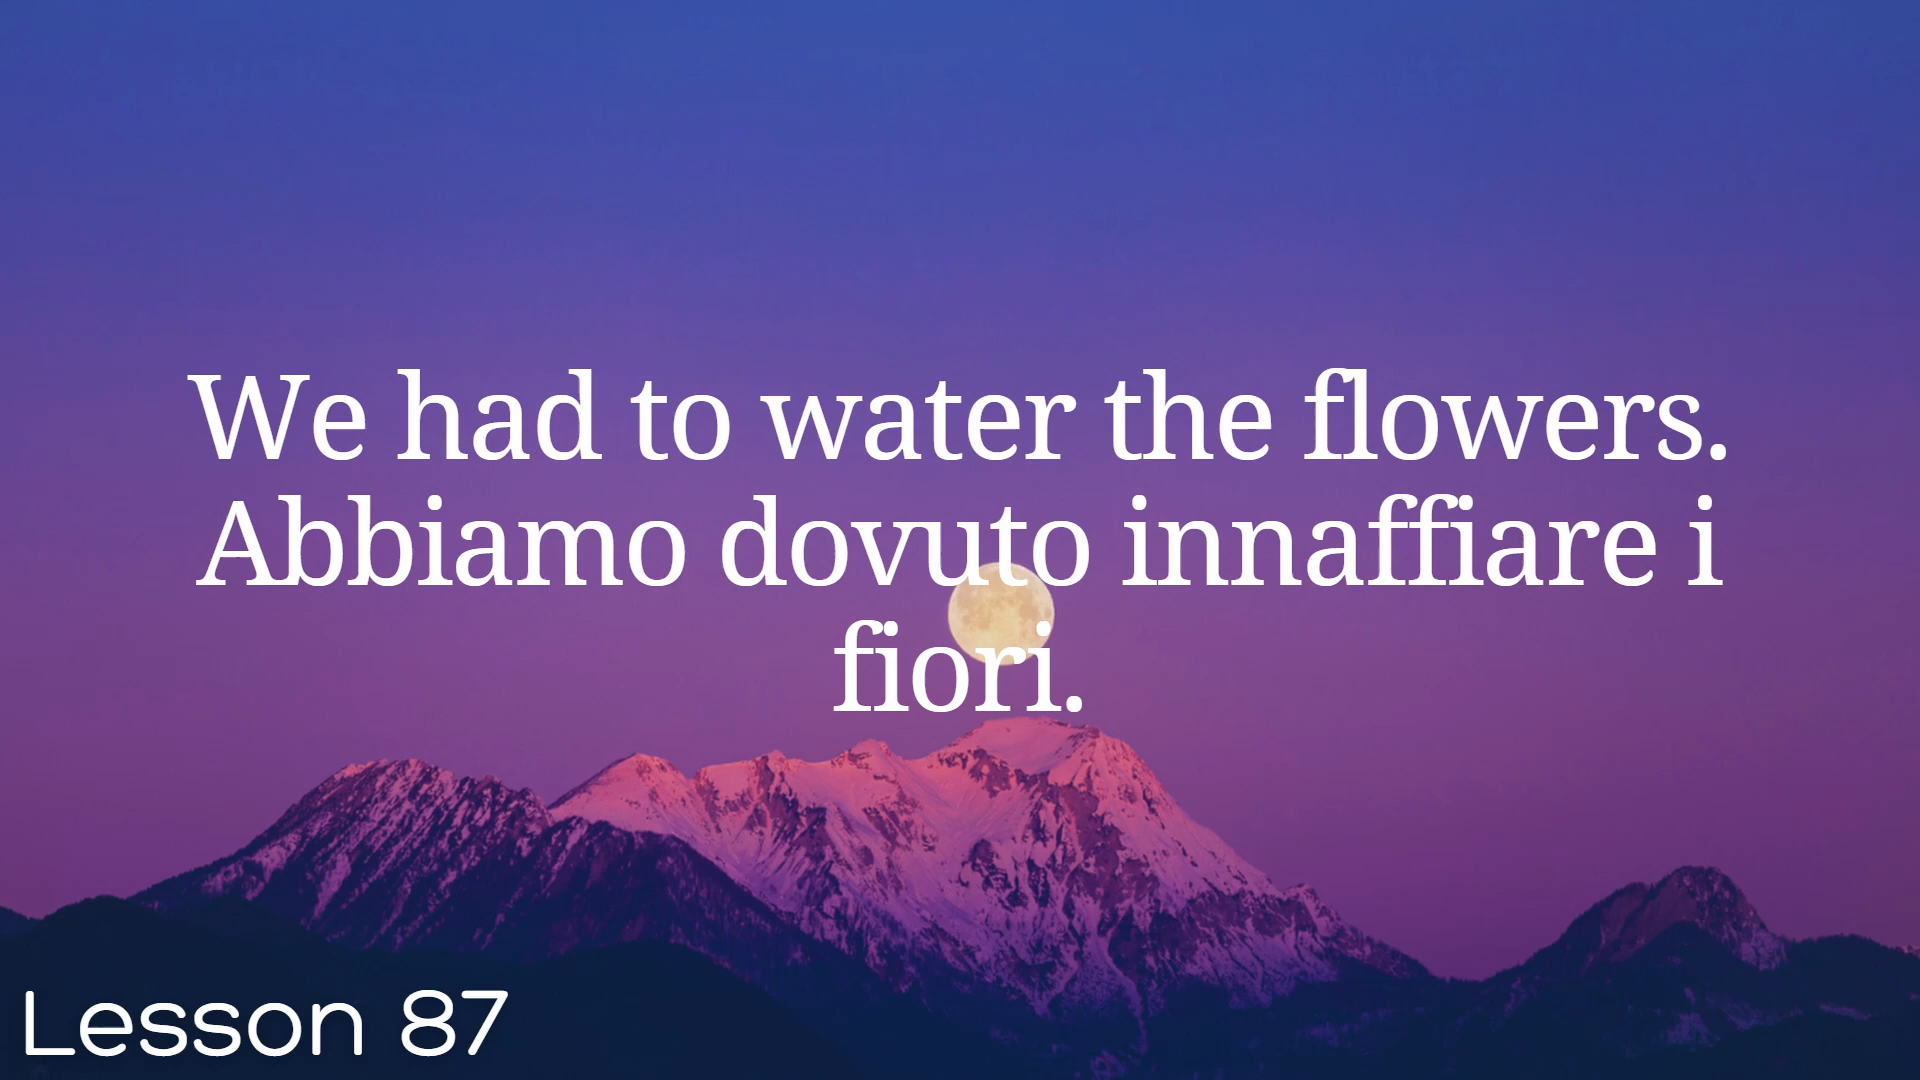 We had to water the flowers.
Abbiamo dovuto innaffiare i
fiori.
Lesson 87